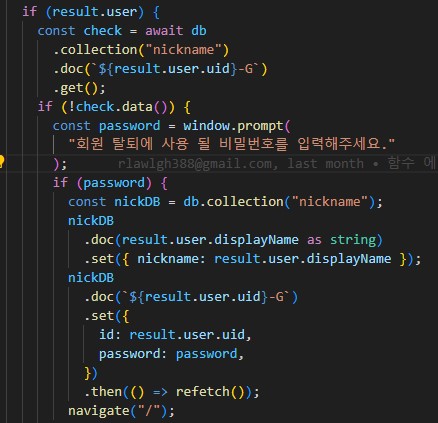 if (result.user) {
const check = await db
.collection("nickname")
.doc(`${result.user.uid}-G`)
.get();
if (!check.data()) {
const password = window.prompt(
"회원 탈퇴에 사용 될 비밀번호를 입력해주세요."
); rlawlgh388@gmail.com, last month • 함수 에
if (password) {
const nickDB = db.collection("nickname");
nickDB
.doc(result.user.displayName as string)
.set({ nickname: result.user.displayName });
nickDB
.doc(`${result.user.uid}-G`)
.set({
id: result.user.uid,
password: password,
})
.then(() => refetch());
navigate("/");